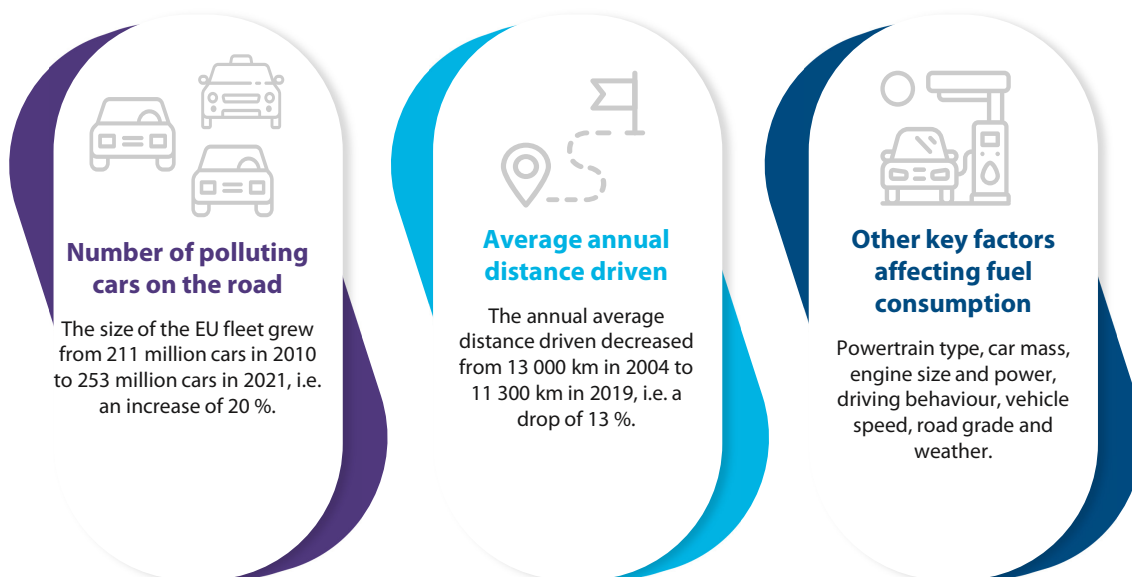 Number of polluting
cars on the road
The size of the EU fleet grew
from 211 million cars in 2010
to 253 million cars in 2021, i.e.
an increase of 20 %.
Average annual
distance driven
The annual average
distance driven decreased
from 13 000 km in 2004 to
11 300 km in 2019, i.e. a
drop of 13 %.
Other key factors
affecting fuel
consumption
Powertrain type, car mass,
engine size and power,
driving behaviour, vehicle
speed, road grade and
weather.